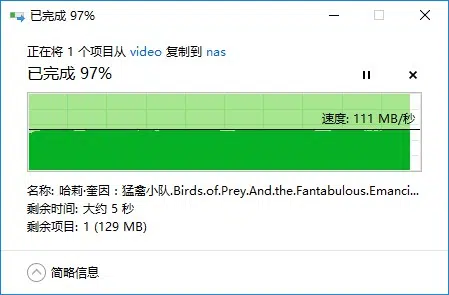 已完成 97%
正在将 1 个项目从 video 复制到 nas
已完成 97%
速度: 111 MB/秒
名称: 哈莉·奎因：猛禽小队.Birds.of.Prey.And.the.Fantabulous.Emanci...
剩余时间: 大约 5 秒
剩余项目: 1 (129 MB)
简略信息